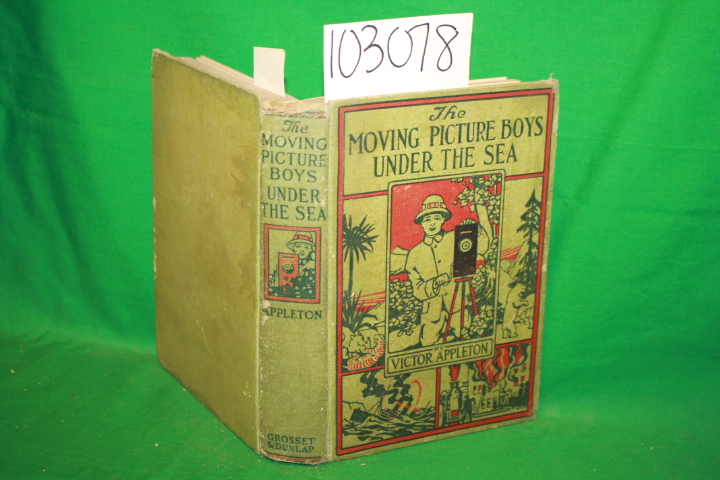 103078
The
MOVING
PICTURE
BOYS
UNDER
THE SEA
APPLETON
GROSSET
& DUNLAP
The
MOVING PICTURE BOYS
UNDER THE SEA
BY
VICTOR APPLETON